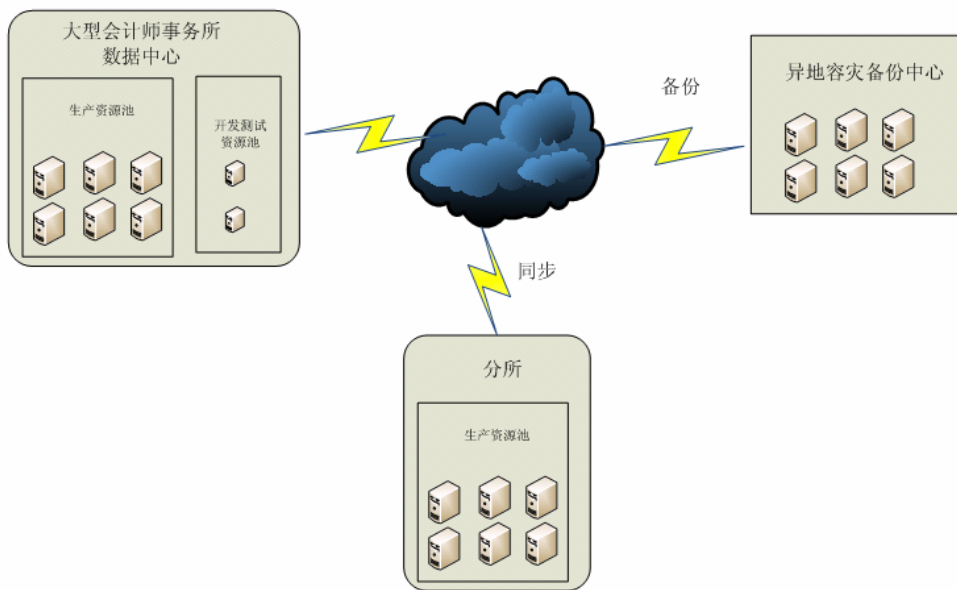 大型会计师事务所
数据中心
生产资源池
开发测试
资源池
备份
异地容灾备份中心
同步
分所
生产资源池